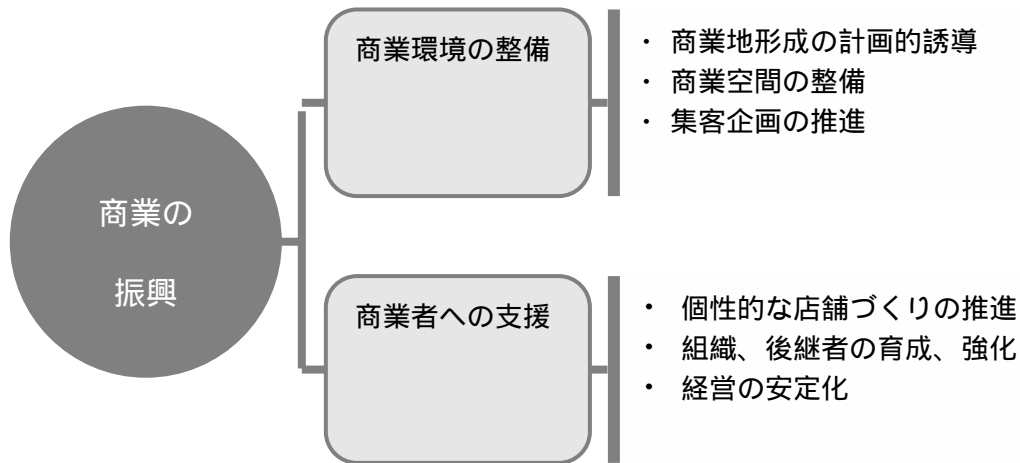 商業の
振興
商業環境の整備
・ 商業地形成の計画的誘導
・ 商業空間の整備
・ 集客企画の推進
商業者への支援
・ 個性的な店舗づくりの推進
・ 組織、後継者の育成、強化
・ 経営の安定化